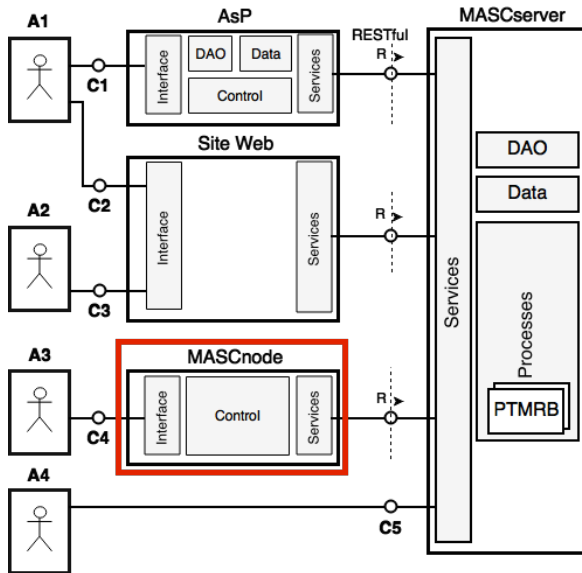 A1
AsP
RESTful
MASCserver
C1
Interface
DAO
Data
Control
Services
R
Site Web
C2
A2
C3
Interface
Services
R
Services
DAO
Data
Processes
PTMRB
A3
MASCnode
C4
Interface
Control
Services
R
A4
C5